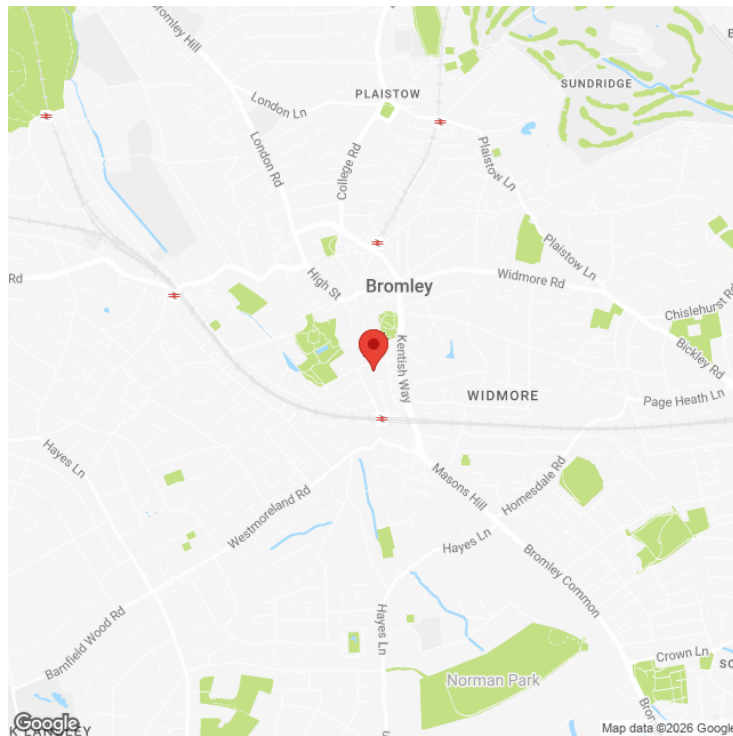 Bromley Hill
PLAISTOW
SUNDRIDGE
London Ln
London Rd
College Rd
Plaistow Ln
Plaistow Ln
Rd
High St
Bromley
Widmore Rd
Chislehurst Rd
Kentish Way
Bickley Rd
WIDMORE
Page Heath Ln
Hayes Ln
Masons Hill
Homesdale Rd
Westmoreland Rd
Hayes Ln
Bromley Common
Barnfield Wood Rd
Hayes Ln
Crown Ln
Norman Park
Google
Map data ©2026 Google